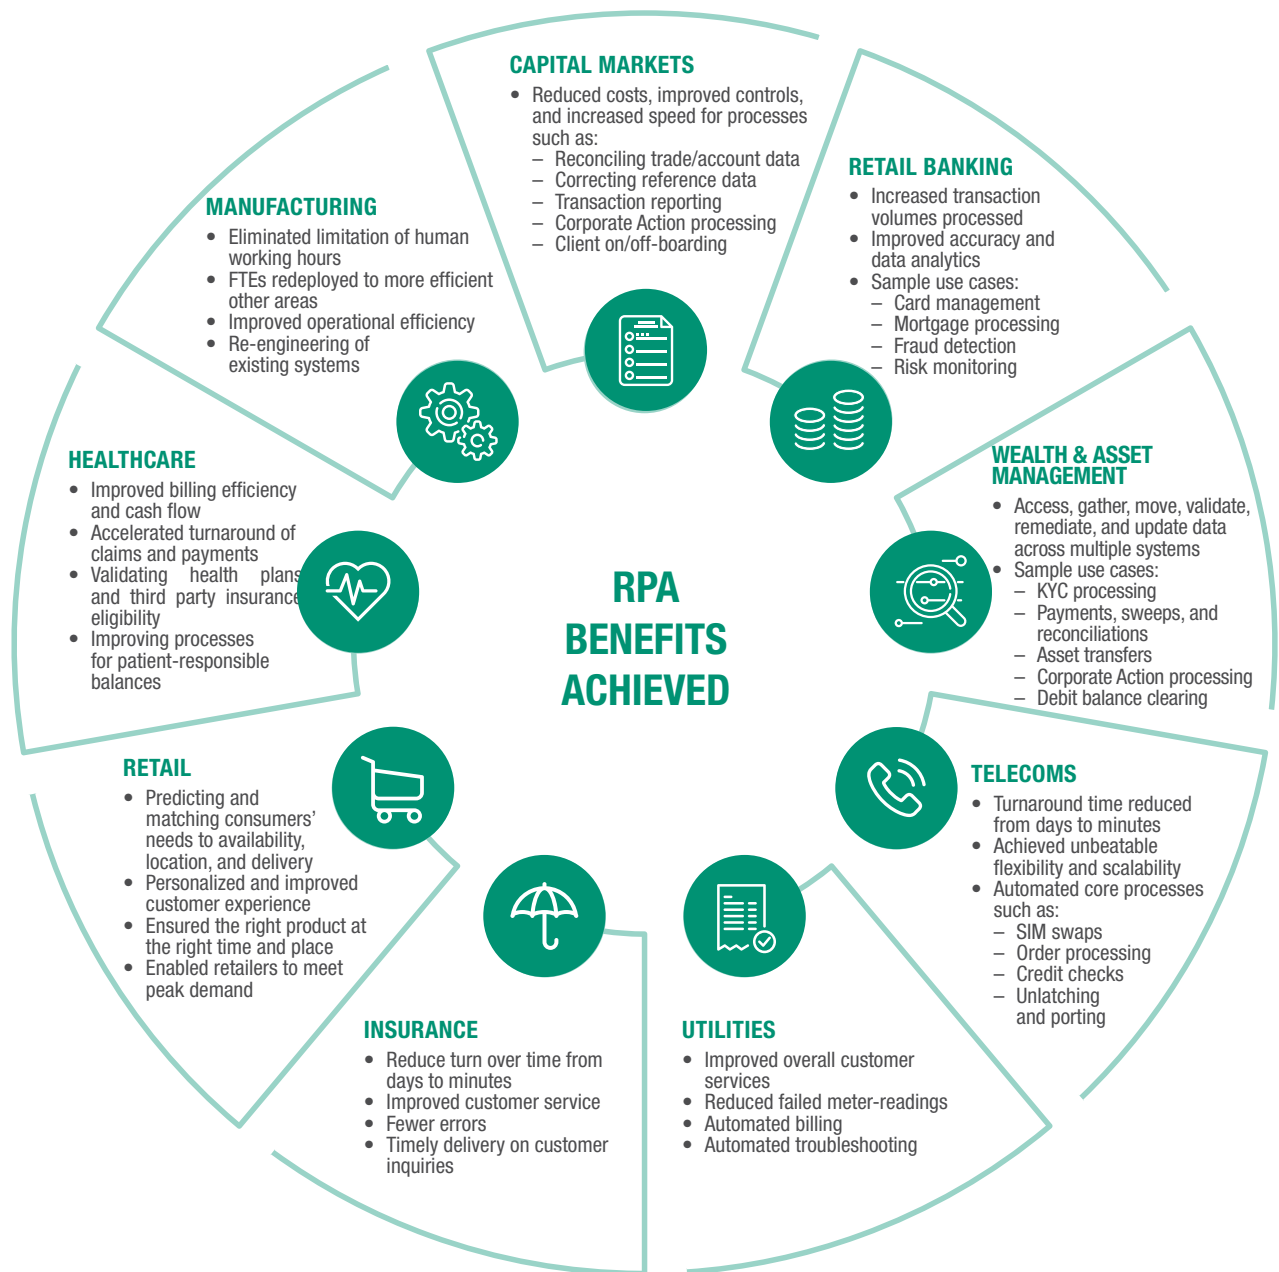 CAPITAL MARKETS
• Reduced costs, improved controls,
and increased speed for processes
such as:
– Reconciling trade/account data
– Correcting reference data
– Transaction reporting
– Corporate Action processing
– Client on/off-boarding
RETAIL BANKING
• Increased transaction
volumes processed
• Improved accuracy and
data analytics
• Sample use cases:
– Card management
– Mortgage processing
– Fraud detection
– Risk monitoring
WEALTH & ASSET
MANAGEMENT
• Access, gather, move, validate,
remediate, and update data
across multiple systems
• Sample use cases:
– KYC processing
– Payments, sweeps, and
reconciliations
– Asset transfers
– Corporate Action processing
– Debit balance clearing
TELECOMS
• Turnaround time reduced
from days to minutes
• Achieved unbeatable
flexibility and scalability
• Automated core processes
such as:
– SIM swaps
– Order processing
– Credit checks
– Unlatching
and porting
UTILITIES
• Improved overall customer
services
• Reduced failed meter-readings
• Automated billing
• Automated troubleshooting
INSURANCE
• Reduce turn over time from
days to minutes
• Improved customer service
• Fewer errors
• Timely delivery on customer
inquiries
RETAIL
• Predicting and
matching consumers’
needs to availability,
location, and delivery
• Personalized and improved
customer experience
• Ensured the right product at
the right time and place
• Enabled retailers to meet
peak demand
HEALTHCARE
• Improved billing efficiency
and cash flow
• Accelerated turnaround of
claims and payments
• Validating health plans
and third party insurance
eligibility
• Improving processes
for patient-responsible
balances
MANUFACTURING
• Eliminated limitation of human
working hours
• FTEs redeployed to more efficient
other areas
• Improved operational efficiency
• Re-engineering of
existing systems
RPA
BENEFITS
ACHIEVED